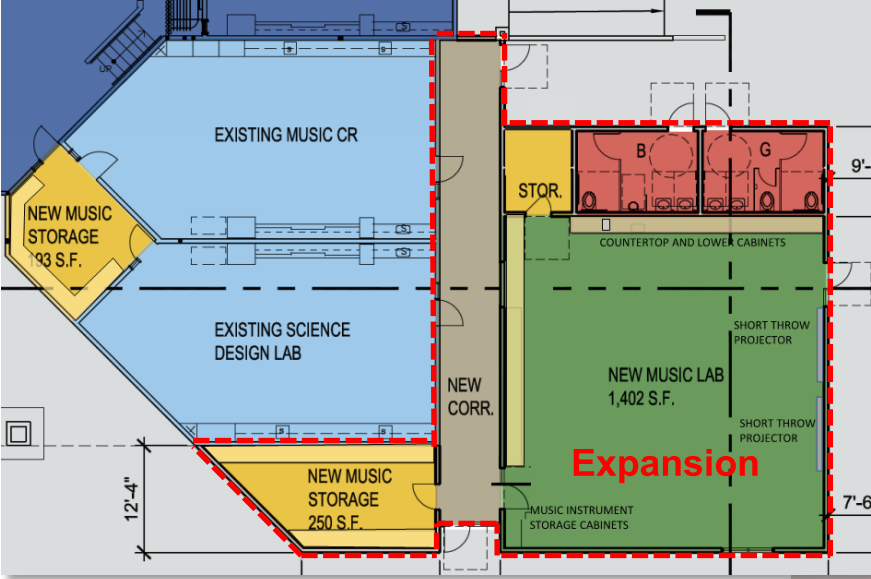 UP
S
S
EXISTING MUSIC CR
B
G
9'-
STOR.
NEW MUSIC
STORAGE
193 S.F.
COUNTERTOP AND LOWER CABINETS
S
EXISTING SCIENCE
DESIGN LAB
SHORT THROW
PROJECTOR
NEW
CORR.
NEW MUSIC LAB
1,402 S.F.
SHORT THROW
PROJECTOR
S
S
Expansion
12'-4"
NEW MUSIC
STORAGE
250 S.F.
MUSIC INSTRUMENT
STORAGE CABINETS
7'-6